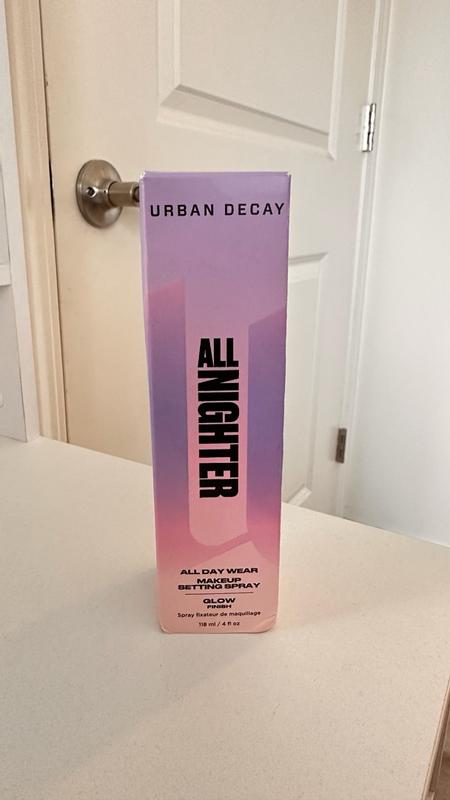 URBAN DECAY
ALL
NIGHTER
ALL DAY WEAR
MAKEUP
SETTING SPRAY
GLOW
FINISH
Spray fixateur de maquillage
118 ml / 4 fl oz